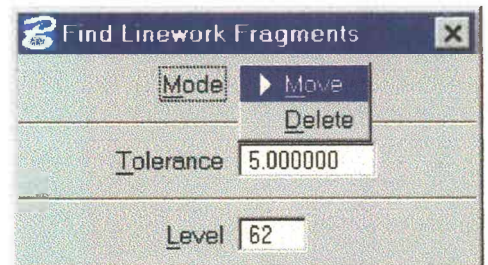 Find Linework Fragments
Mode Move
Delete
Tolerance 5.000000
Level 62